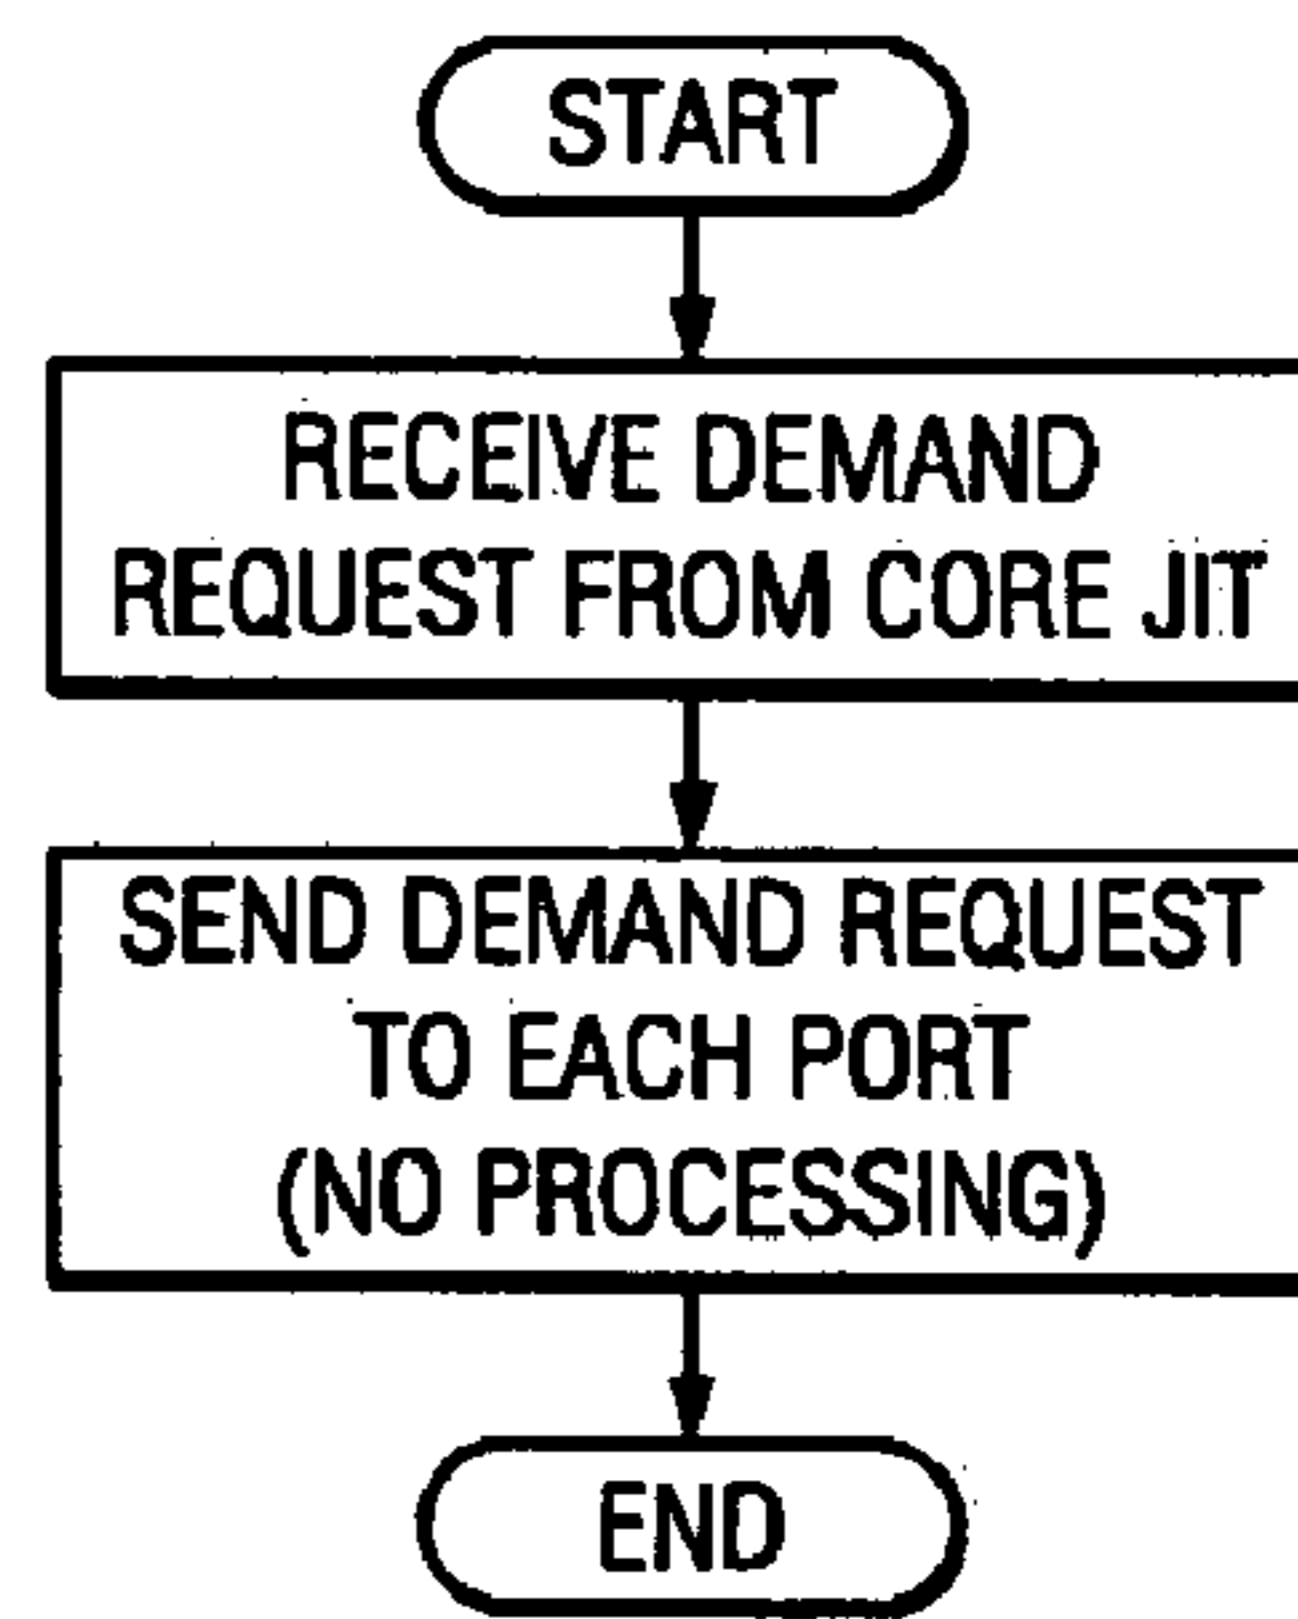 START
RECEIVE DEMAND
REQUEST FROM CORE JIT
SEND DEMAND REQUEST
TO EACH PORT
(NO PROCESSING)
END